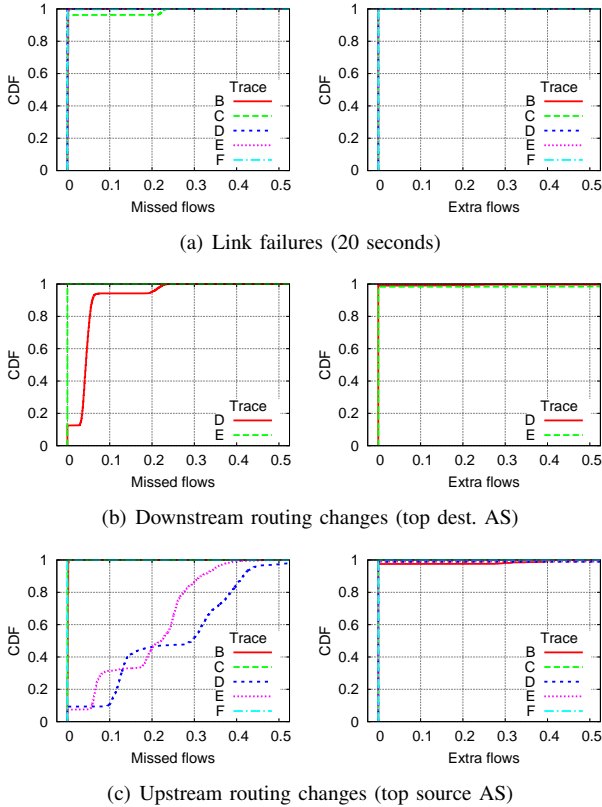 1
0.8
0.6
0.4
0.2
0
CDF
Trace
B
C
D
E
F
0 0.1 0.2 0.3 0.4 0.5
Missed flows
1
0.8
0.6
0.4
0.2
0
CDF
Trace
B
C
D
E
F
0 0.1 0.2 0.3 0.4 0.5
Extra flows
(a) Link failures (20 seconds)
1
0.8
0.6
0.4
0.2
0
CDF
Trace
D
E
0 0.1 0.2 0.3 0.4 0.5
Missed flows
1
0.8
0.6
0.4
0.2
0
CDF
Trace
D
E
0 0.1 0.2 0.3 0.4 0.5
Extra flows
(b) Downstream routing changes (top dest. AS)
1
0.8
0.6
0.4
0.2
0
CDF
Trace
B
C
D
E
F
0 0.1 0.2 0.3 0.4 0.5
Missed flows
1
0.8
0.6
0.4
0.2
0
CDF
Trace
B
C
D
E
F
0 0.1 0.2 0.3 0.4 0.5
Extra flows
(c) Upstream routing changes (top source AS)